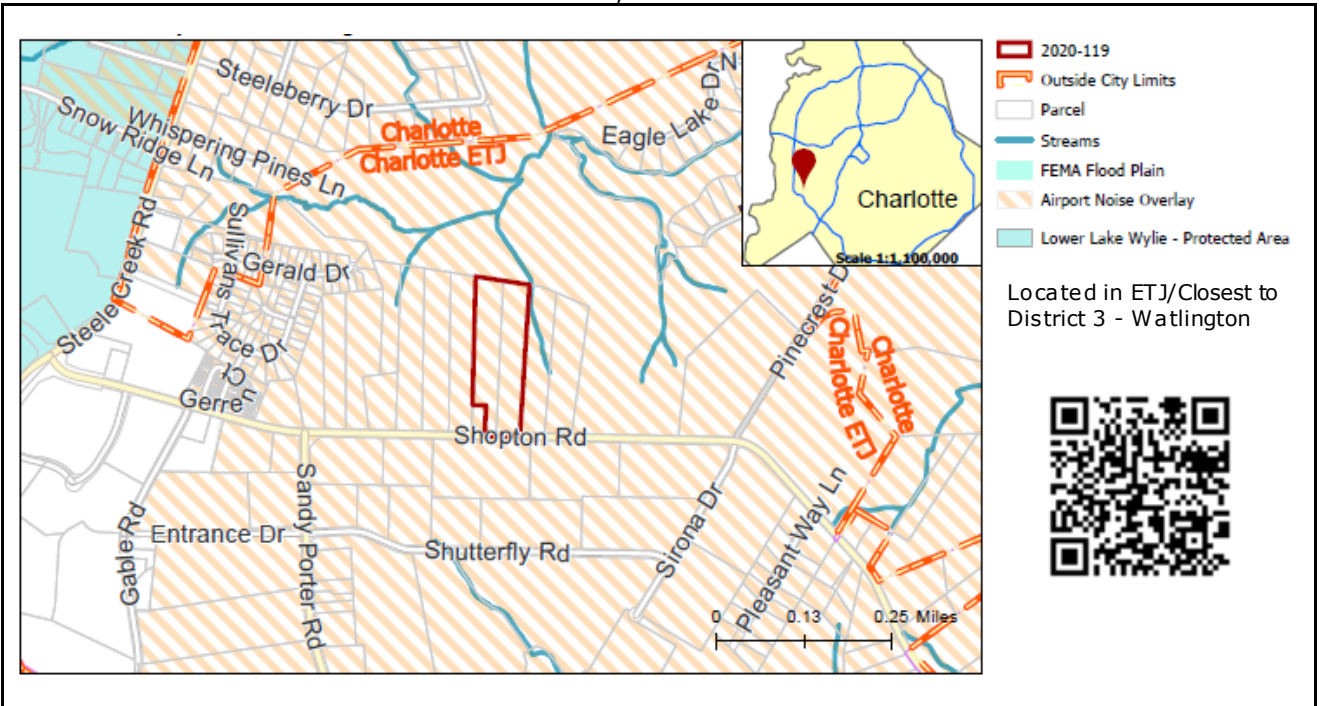 Steeleberry Dr
Snow Ridge Ln
Whispering Pines Ln
Charlotte
Charlotte ETJ
Eagle Lake Dr N
Steele Creek Rd
Sullivans Trace Dr
Gerald Dr
Gerren Ct
Shopton Rd
Pinecrest Dr
Charlotte
Charlotte ETJ
Gable Rd
Entrance Dr
Sandy Porter Rd
Shutterfly Rd
Sirona Dr
Pleasant Way Ln
0 0.13 0.25 Miles
Charlotte
Scale 1:1,100,000
2020-119
Outside City Limits
Parcel
Streams
FEMA Flood Plain
Airport Noise Overlay
Lower Lake Wylie - Protected Area
Located in ETJ/Closest to
District 3 - Watlington